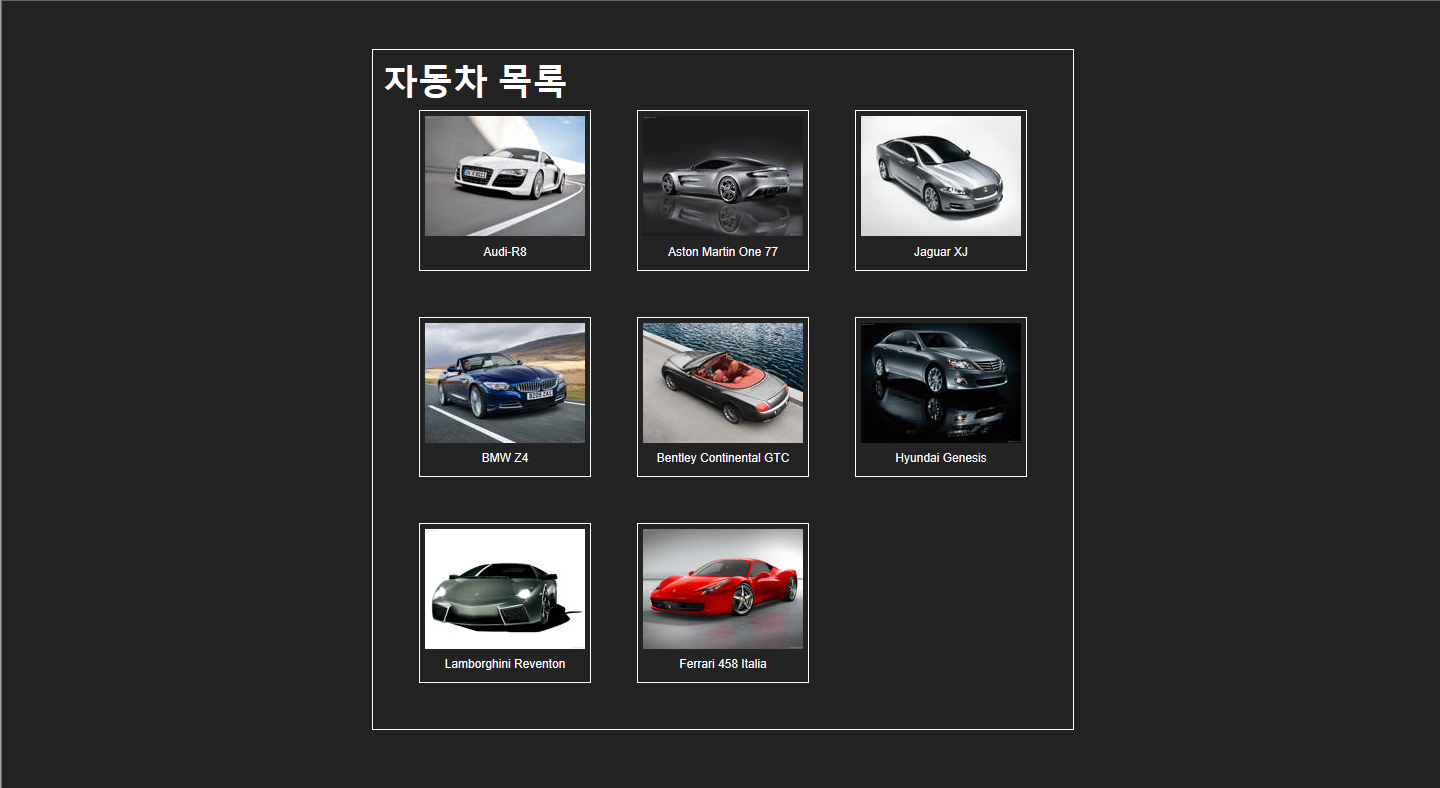 자동차 목록
Audi-R8
Aston Martin One 77
Jaguar XJ
BMW Z4
Bentley Continental GTC
Hyundai Genesis
Lamborghini Reventon
Ferrari 458 Italia